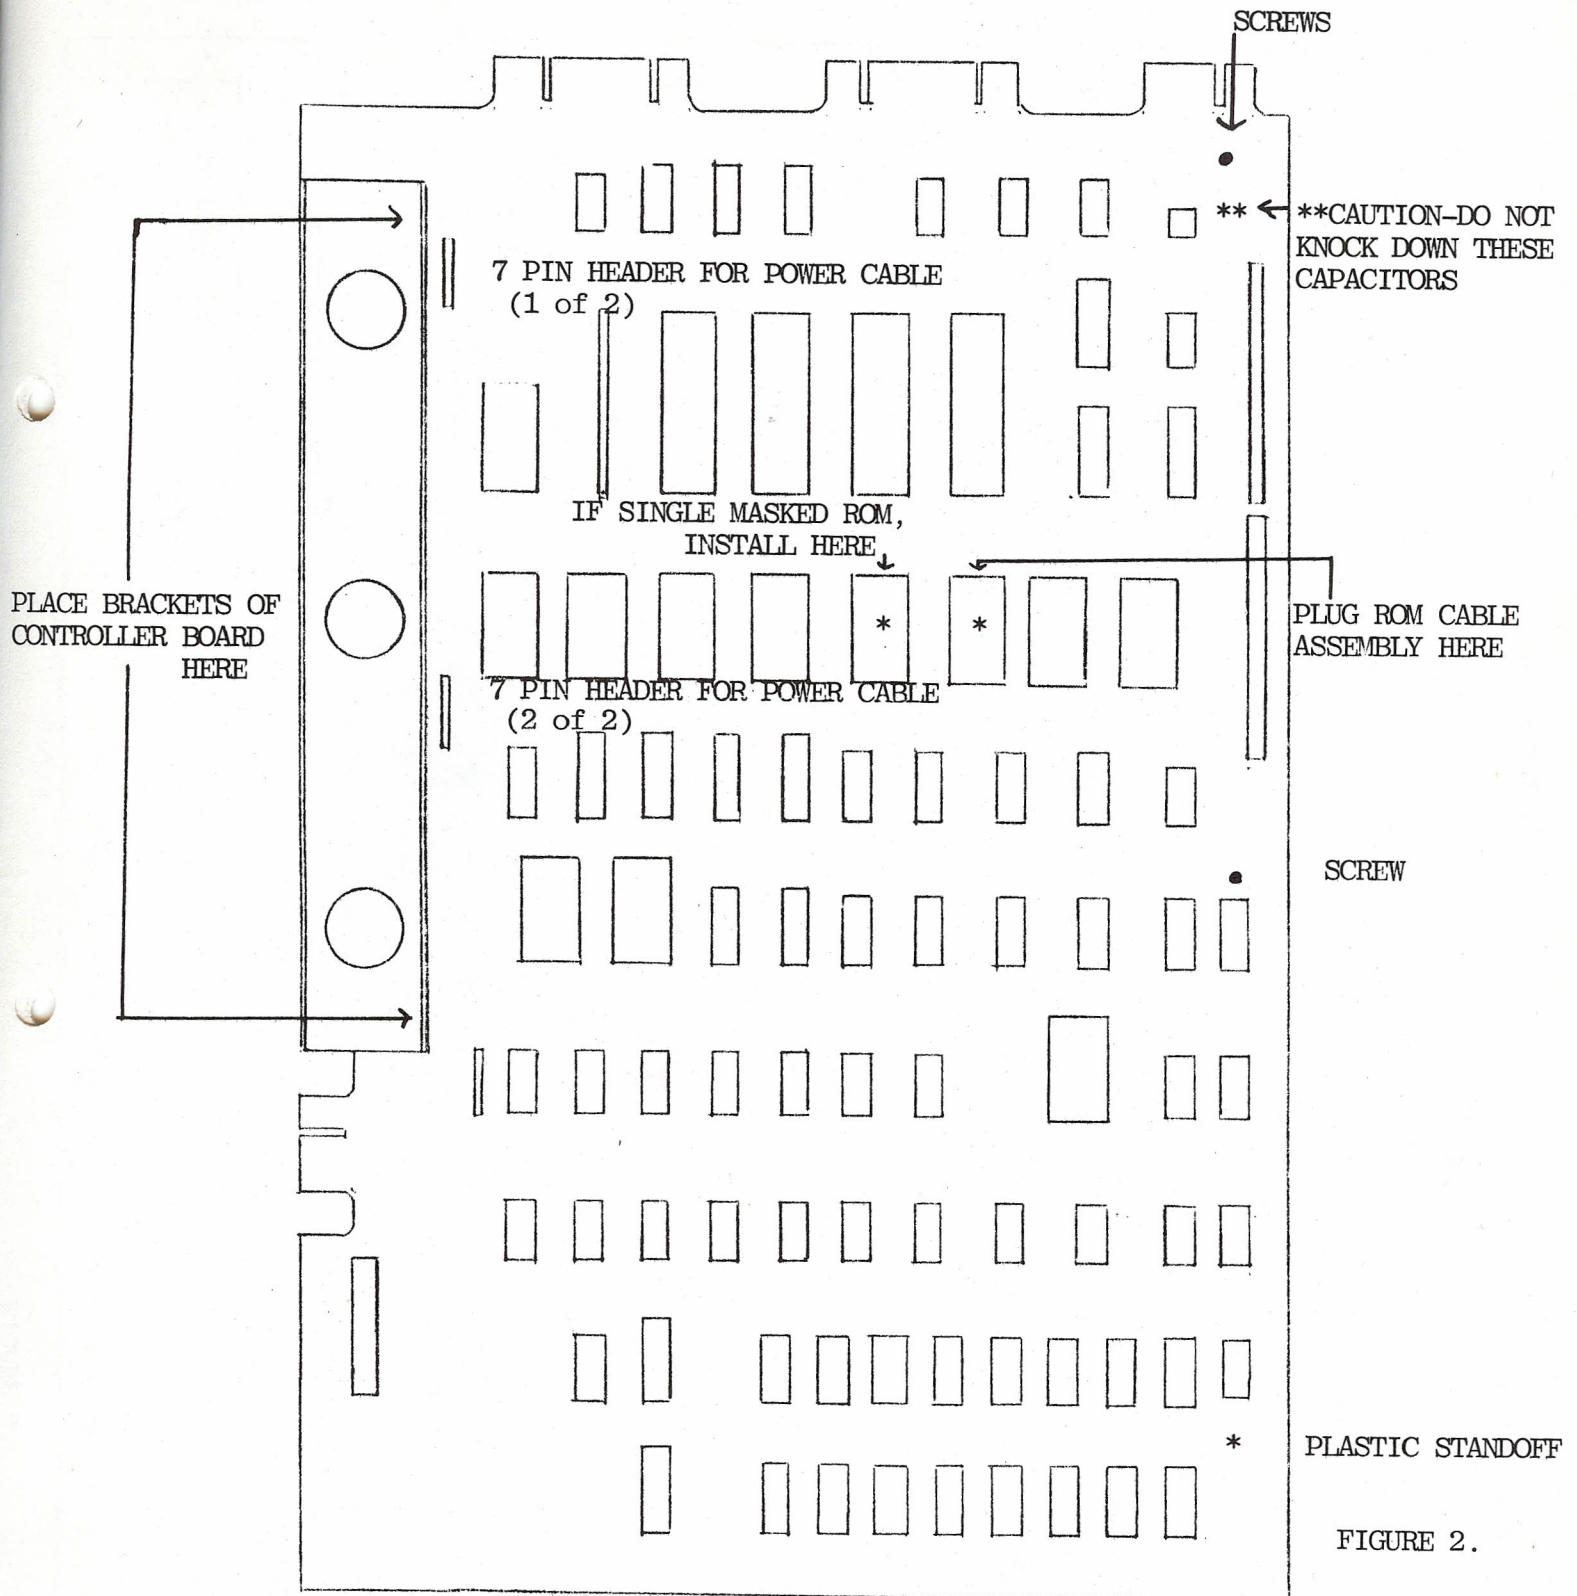 SCREWS
** **CAUTION-DO NOT
KNOCK DOWN THESE
CAPACITORS
7 PIN HEADER FOR POWER CABLE
(1 of 2)
IF SINGLE MASKED ROM,
INSTALL HERE
PLACE BRACKETS OF
CONTROLLER BOARD
HERE
* *
PLUG ROM CABLE
ASSEMBLY HERE
7 PIN HEADER FOR POWER CABLE
(2 of 2)
SCREW
* PLASTIC STANDOFF
FIGURE 2.